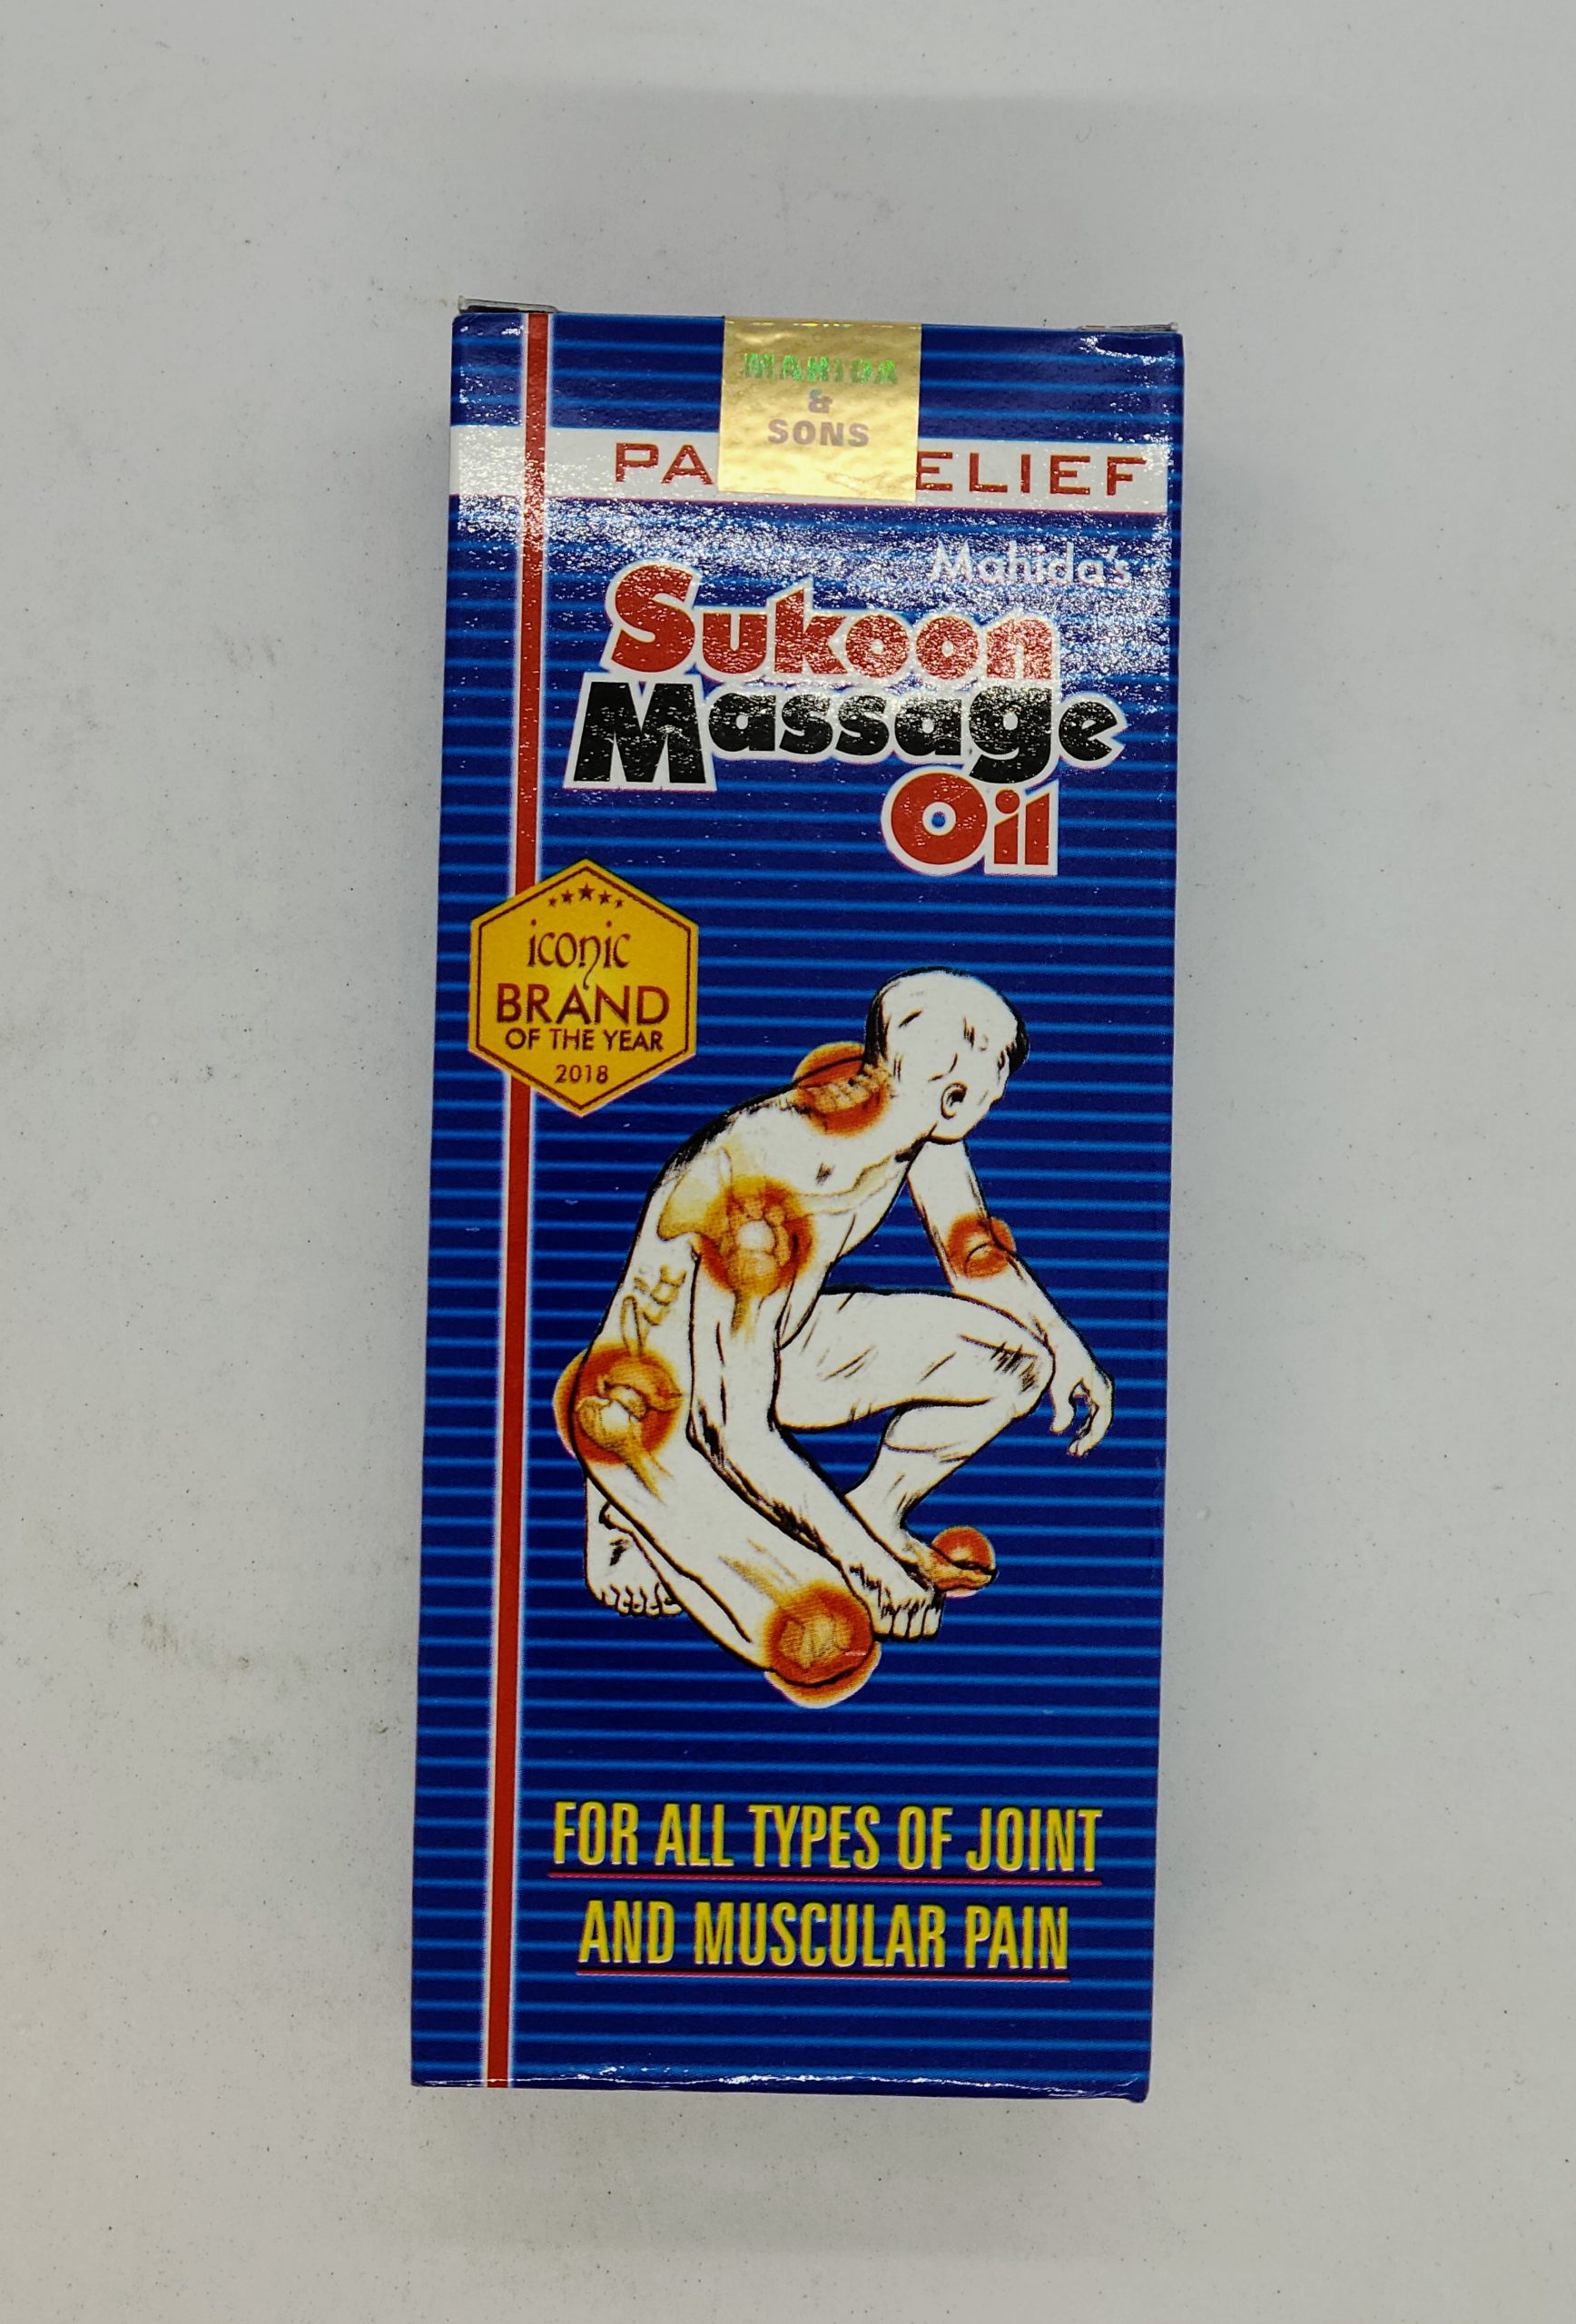 MAHIDA
&
SONS
PA ELIEF
Mahida's
Sukoon
Massage
Oil
iconic
BRAND
OF THE YEAR
2018
FOR ALL TYPES OF JOINT
AND MUSCULAR PAIN